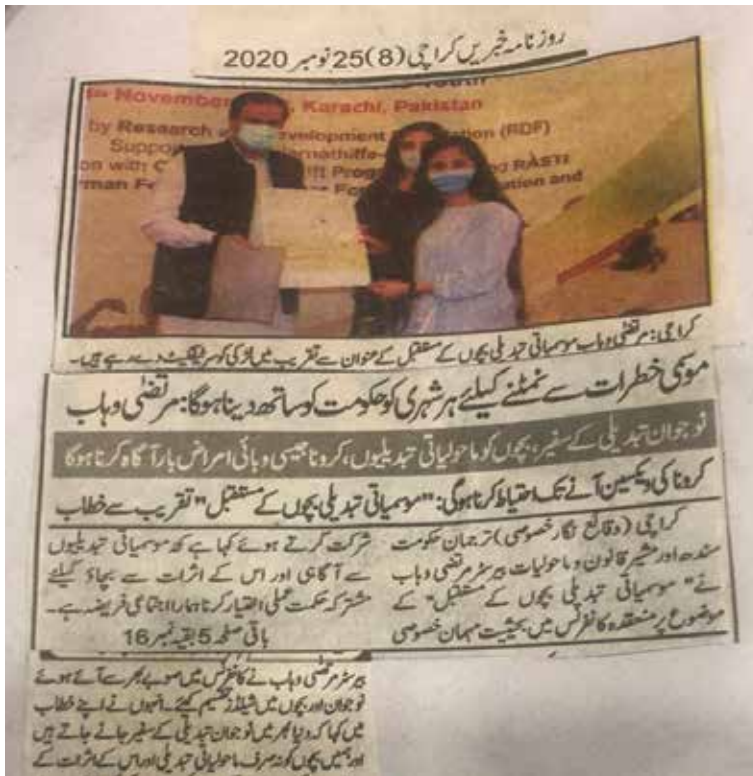 روزنامہ خبریں کراچی (8) 25 نومبر 2020
Youth
November Karachi, Pakistan
by Research Development (RDF)
Suppo
on with RASTI
کراچی: مرتضیٰ وہاب موسمیاتی تبدیلی بچوں کے مستقبل کے عنوان سے تقریب میں لڑکی کو سرٹیفکیٹ دے رہے ہیں۔
موسمی خطرات سے نمٹنے کیلئے ہر شہری کو حکومت کو ساتھ دینا ہوگا: مرتضیٰ وہاب
نوجوان تبدیلی کے سفیر، بچوں کو ماحولیاتی تبدیلیوں، کرونا جیسی وبائی امراض بار آگاہ کرنا ہوگا
کرونا کی ویکسین آنے تک احتیاط کرنا ہوگی: "موسمیاتی تبدیلی بچوں کے مستقبل" تقریب سے خطاب
کراچی (وقائع نگار خصوصی) ترجمان حکومت
سندھ اور مشیر قانون و ماحولیات بیرسٹر مرتضی وہاب
نے "موسمیاتی تبدیلی بچوں کے مستقبل" کے
موضوع پر منعقدہ کانفرنس میں بحیثیت مہمان خصوصی
شرکت کرتے ہوئے کہا ہے کہ موسمیاتی تبدیلیوں
سے آگاہی اور اس کے اثرات سے بچاؤ کیلئے
مشترکہ حکمت عملی اختیار کرنا ہمارا اجتماعی فریضہ ہے۔
باقی صفحہ 5 بقیہ نمبر 16
بیرسٹر مرتضی وہاب نے کانفرنس میں صوبے بھر سے آئے ہوئے
نوجوان اور بچوں میں شیلڈز تقسیم کیئے۔ انہوں نے اپنے خطاب
میں کہا کہ دنیا بھر میں نوجوان تبدیلی کے سفیر جانے جاتے ہیں
اور ہمیں بچوں کو نہ صرف ماحولیاتی تبدیلی اور اس کے اثرات کے